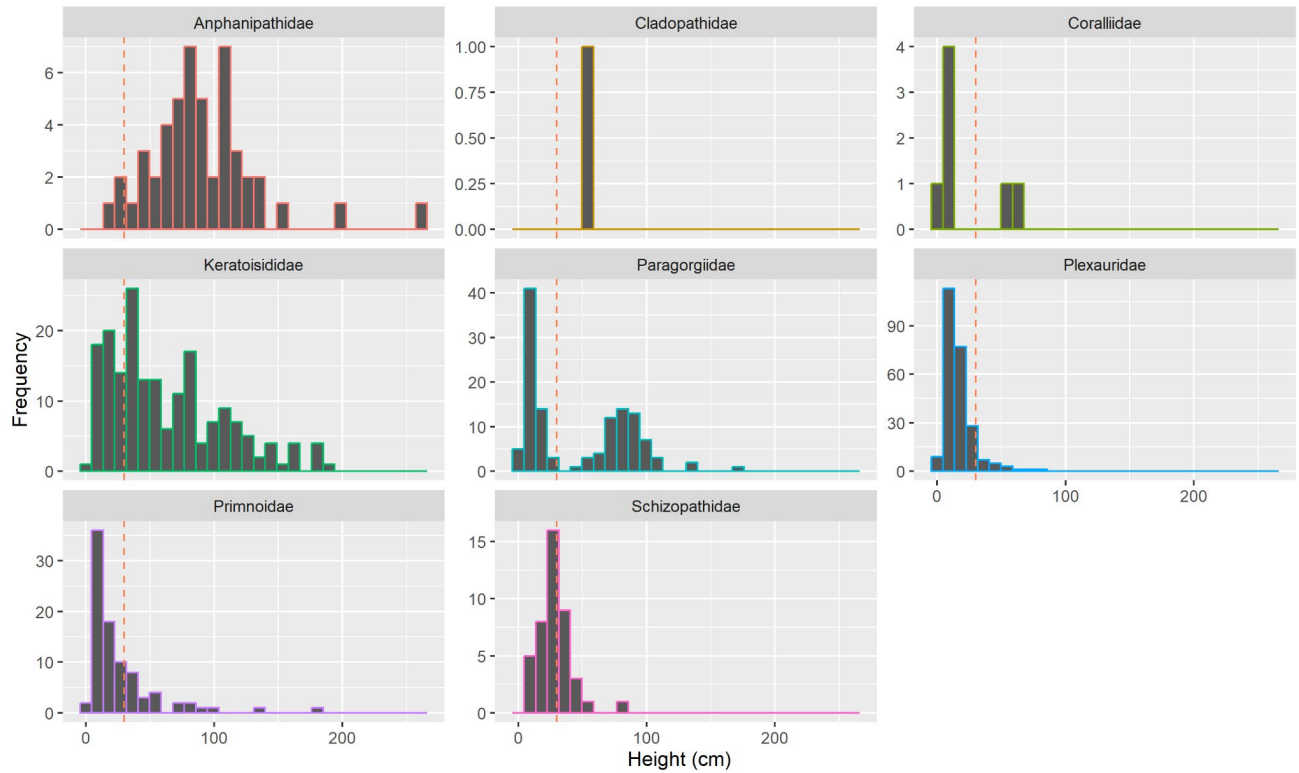 Anphanipathidae
Cladopathidae
Coralliidae
6
4
2
0
1.00
0.75
0.50
0.25
0.00
4
3
2
1
0
Keratoisididae
Paragorgiidae
Plexauridae
Frequency
20
10
0
40
30
20
10
0
90
60
30
0
0 100 200
Primnoidae
Schizopathidae
30
20
10
0
15
10
5
0
0 100 200
0 100 200
Height (cm)